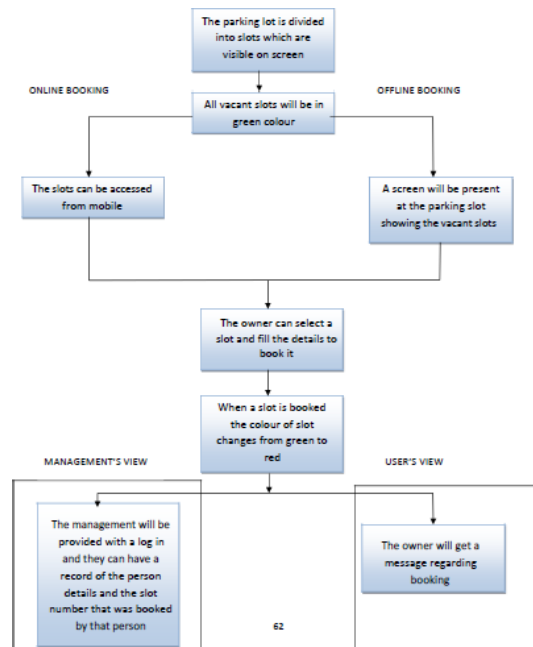 The parking lot is divided
into slots which are
visible on screen
ONLINE BOOKING
OFFLINE BOOKING
All vacant slots will be in
green colour
The slots can be accessed
from mobile
A screen will be present
at the parking slot
showing the vacant slots
The owner can select a
slot and fill the details to
book it
When a slot is booked
the colour of slot
changes from green to
red
MANAGEMENT'S VIEW
USER'S VIEW
The management will be
provided with a log in
and they can have a
record of the person
details and the slot
number that was booked
by that person
The owner will get a
message regarding
booking
62